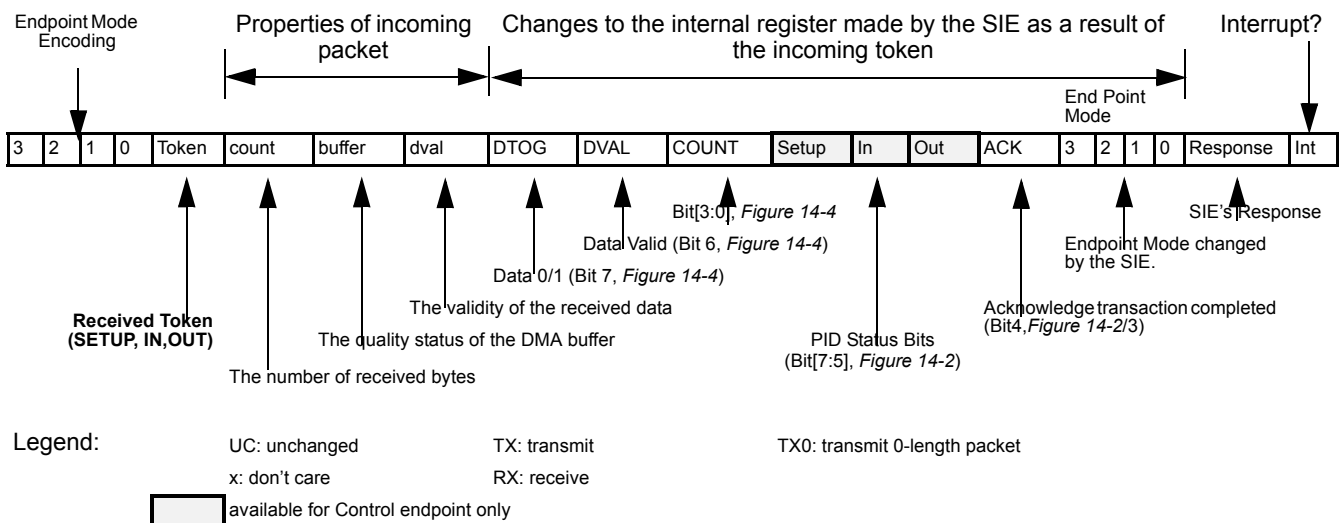 Endpoint Mode
Encoding
Properties of incoming
packet
Changes to the internal register made by the SIE as a result of
the incoming token
Interrupt?
End Point
Mode
3 2 1 0 Token count buffer dval DTOG DVAL COUNT Setup In Out ACK 3 2 1 0 Response Int
Bit[3:0], Figure 14-4
SIE's Response
Data Valid (Bit 6, Figure 14-4)
Endpoint Mode changed
by the SIE.
Data 0/1 (Bit 7, Figure 14-4)
The validity of the received data
Acknowledge transaction completed
(Bit4,Figure 14-2/3)
Received Token
(SETUP, IN,OUT)
The quality status of the DMA buffer
PID Status Bits
(Bit[7:5], Figure 14-2)
The number of received bytes
Legend:
UC: unchanged
TX: transmit
TX0: transmit 0-length packet
x: don't care
RX: receive
available for Control endpoint only